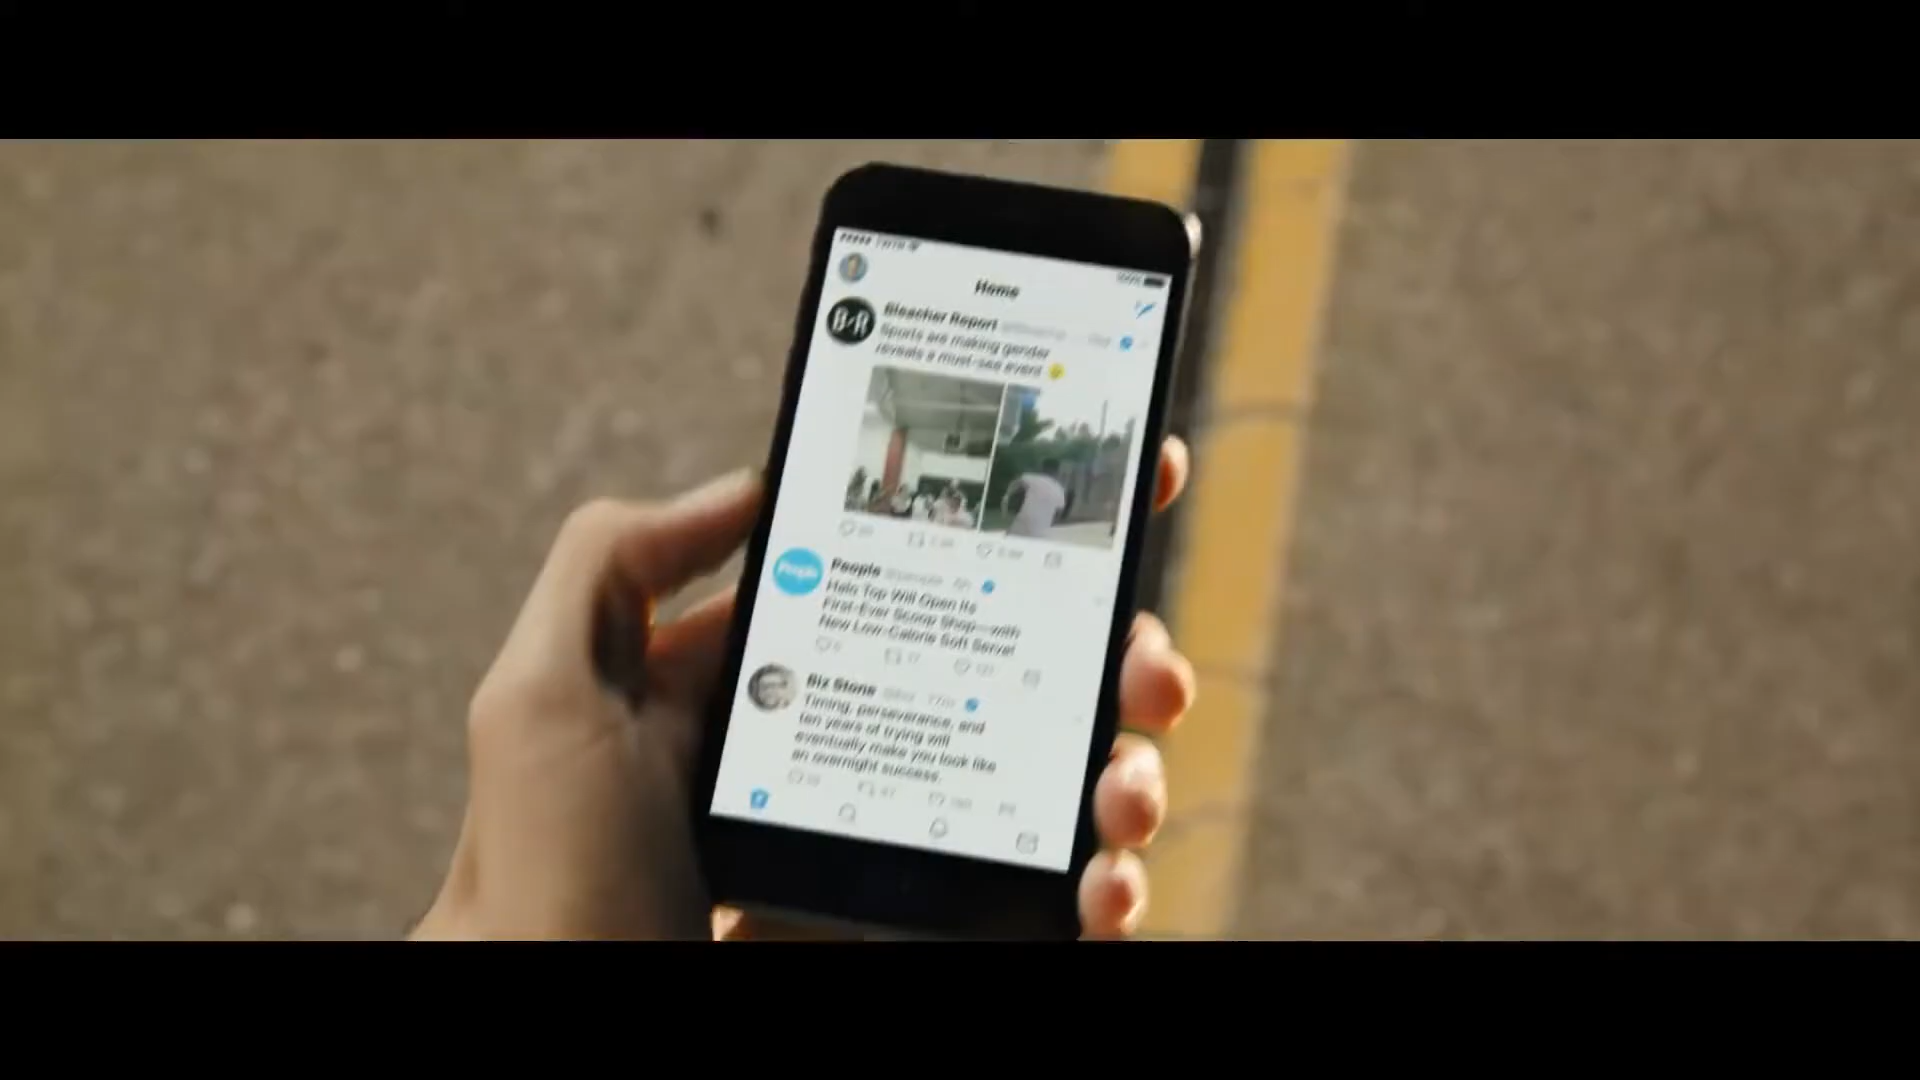 Home
B R
Bleacher Report
Sports are making gender
reveals a must-see event
People
People
Halo Top Will Open Its
First-Ever Scoop Shop—with
New Low-Calorie Soft Serve!
Biz Stone
Timing, perseverance, and
ten years of trying will
eventually make you look like
an overnight success.